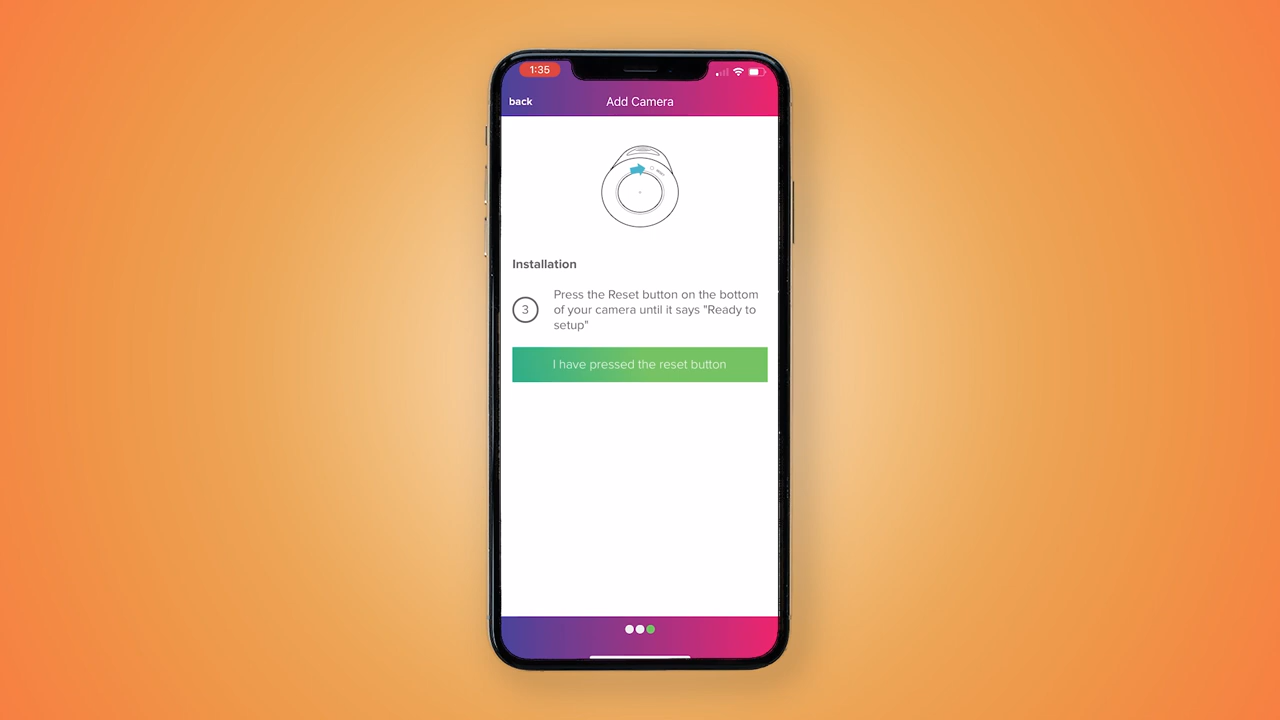 1:35
back
Add Camera
Installation
3
Press the Reset button on the bottom
of your camera until it says "Ready to
setup"
I have pressed the reset button